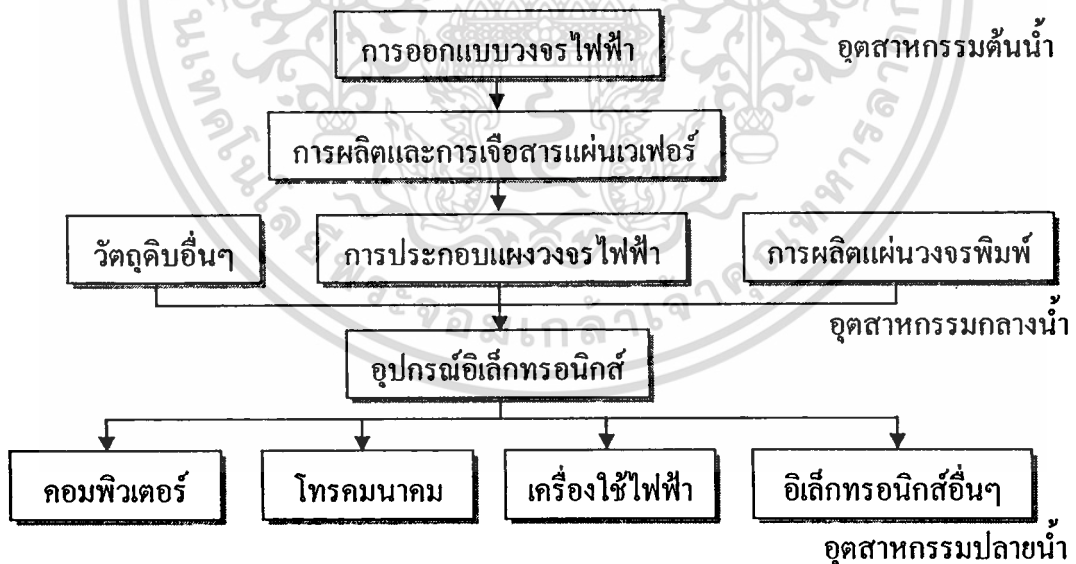 การออกแบบวงจรไฟฟ้า
อุตสาหกรรมต้นน้ำ
การผลิตและการเจือสารแผ่นเวเฟอร์
วัตถุดิบอื่นๆ
การประกอบแผงวงจรไฟฟ้า
การผลิตแผ่นวงจรพิมพ์
อุตสาหกรรมกลางน้ำ
อุปกรณ์อิเล็กทรอนิกส์
คอมพิวเตอร์
โทรคมนาคม
เครื่องใช้ไฟฟ้า
อิเล็กทรอนิกส์อื่นๆ
อุตสาหกรรมปลายน้ำ